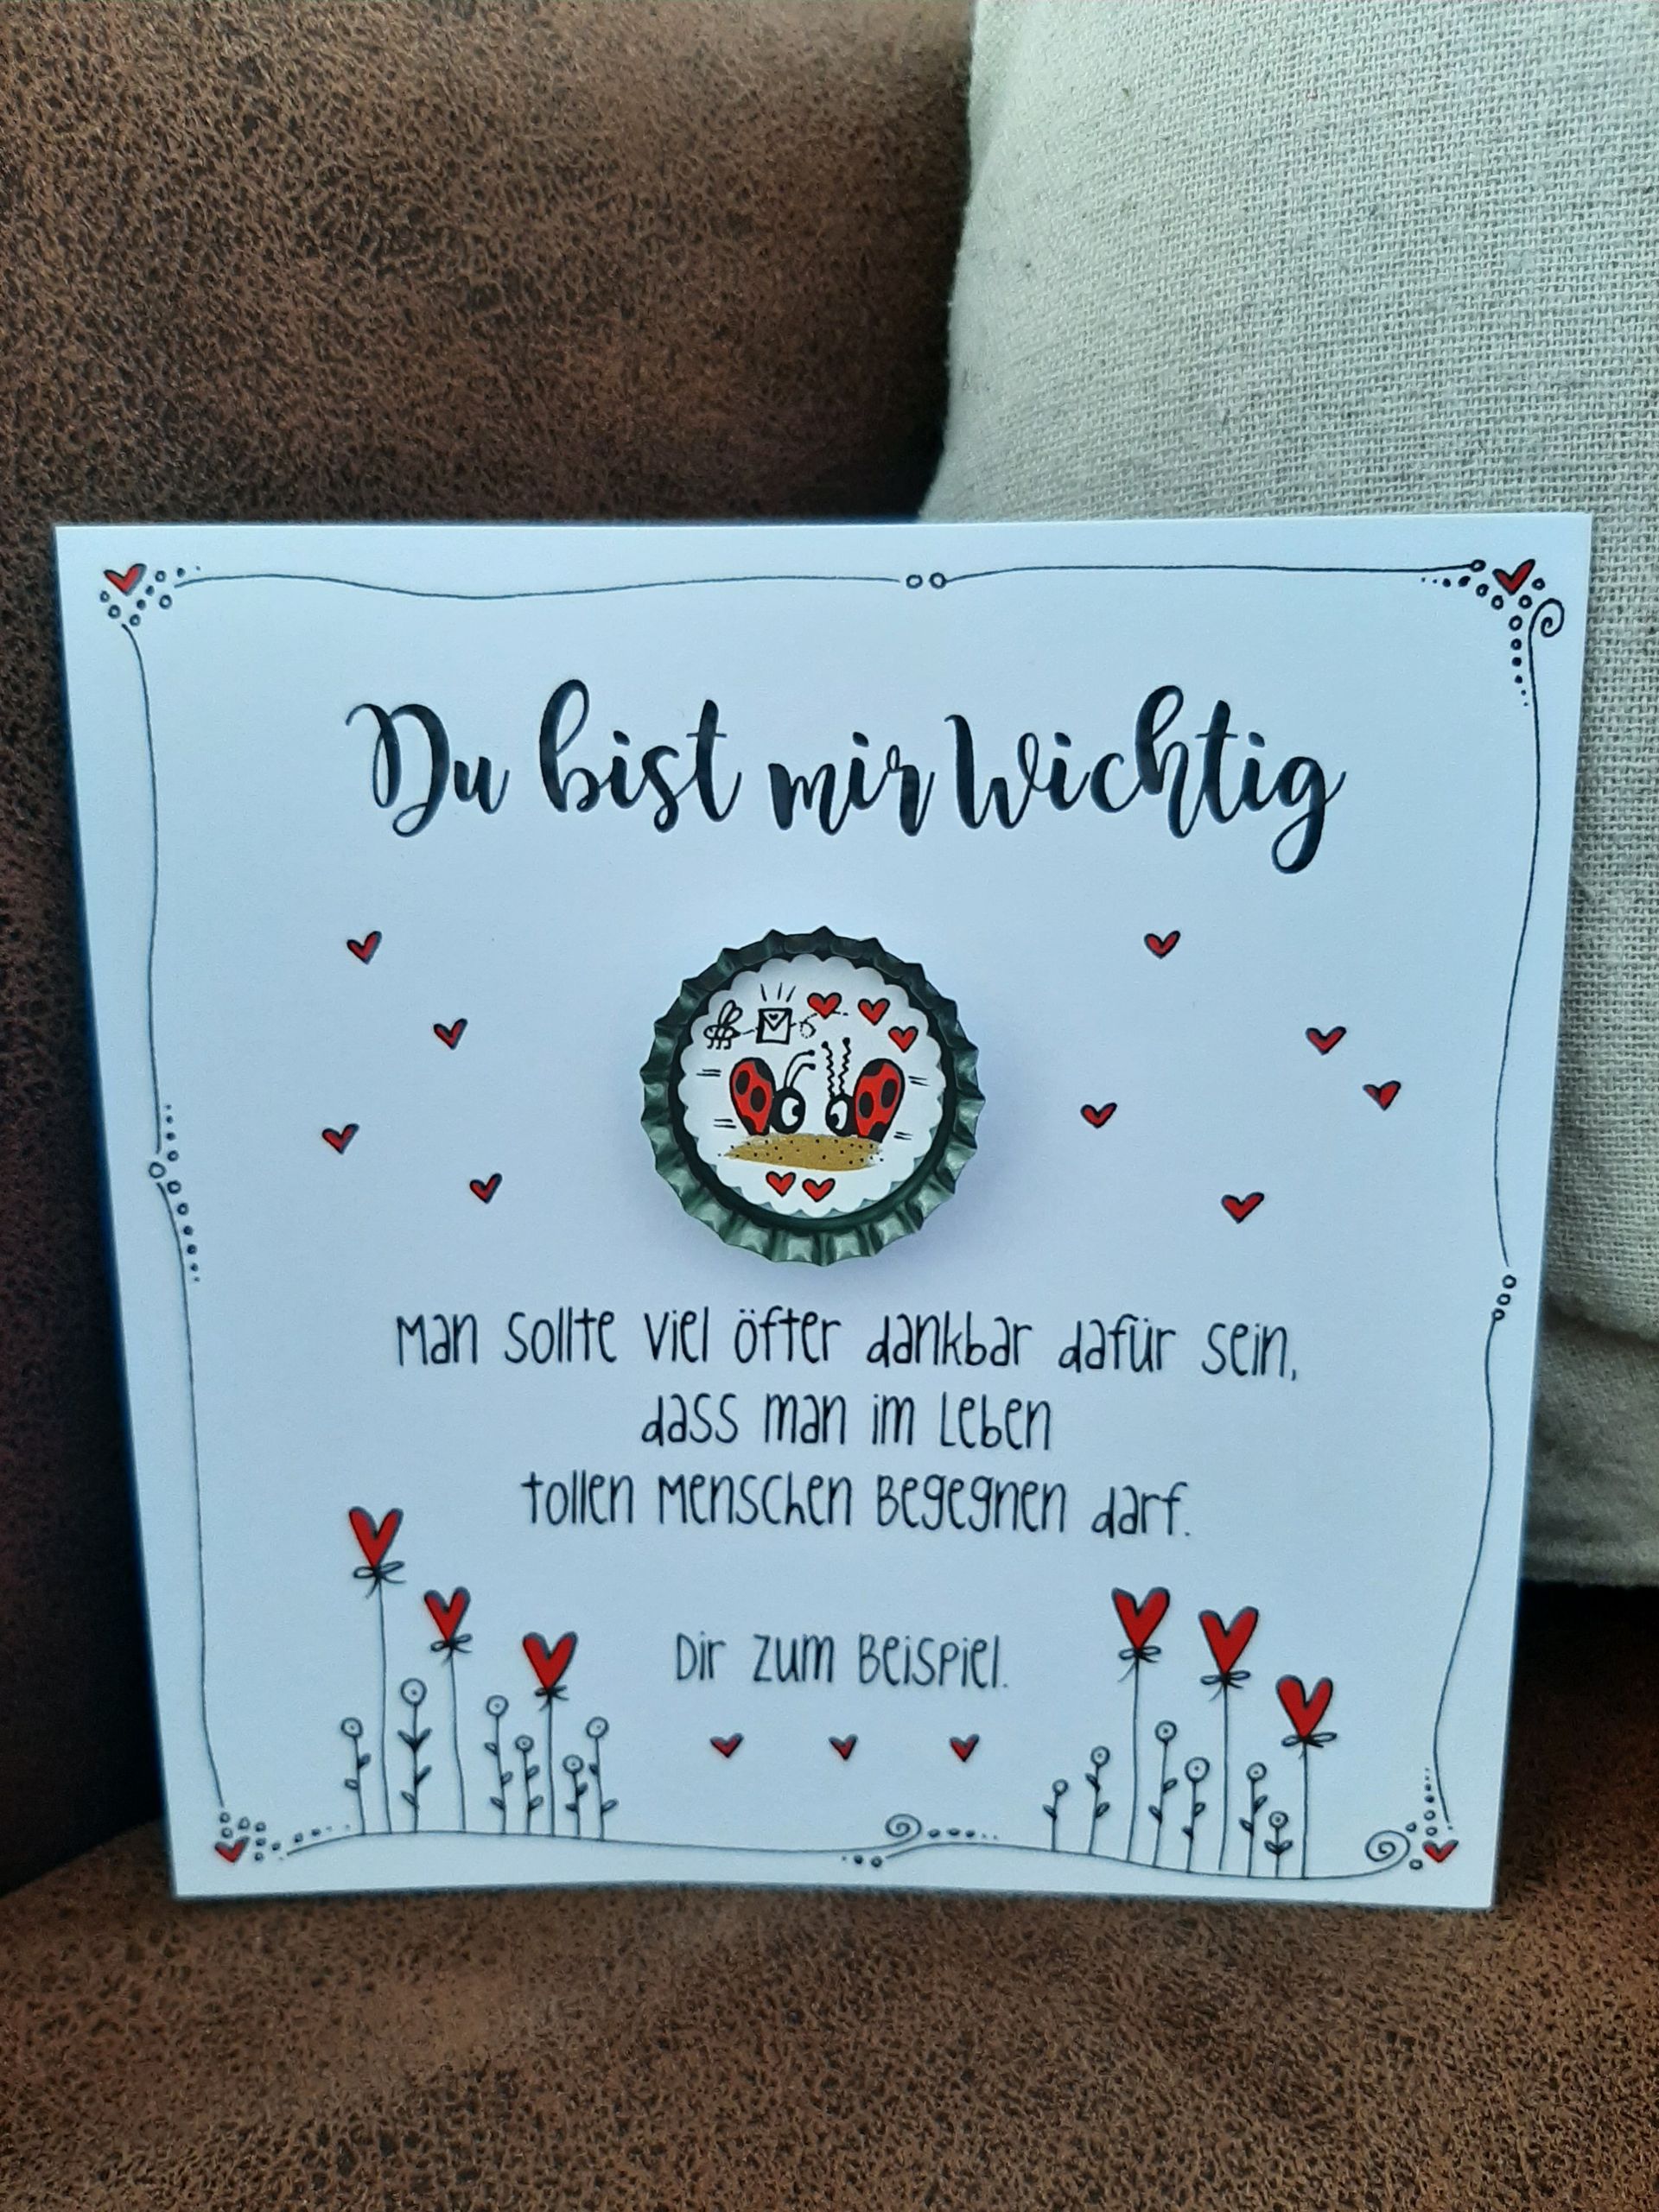 Du bist mir Wichtig
Man sollte viel öfter dankbar dafür sein,
dass man im Leben
tollen Menschen Begegnen darf.
Dir zum Beispiel.